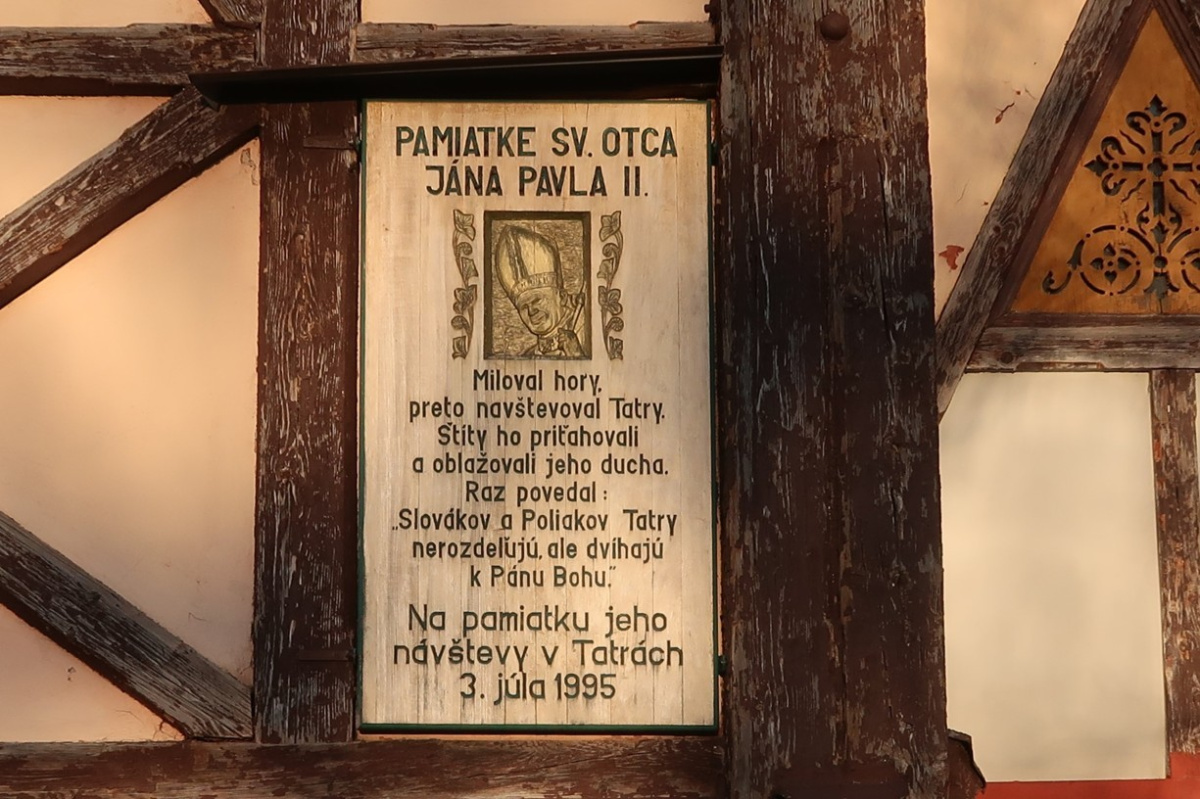 PAMIATKE SV. OTCA
JÁNA PAVLA II.
Miloval hory,
preto navštevoval Tatry.
Štíty ho priťahovali
a oblažovali jeho ducha.
Raz povedal:
„Slovákov a Poliakov Tatry
nerozdeľujú, ale dvíhajú
k Pánu Bohu.”
Na pamiatku jeho
návštevy v Tatrách
3. júla 1995